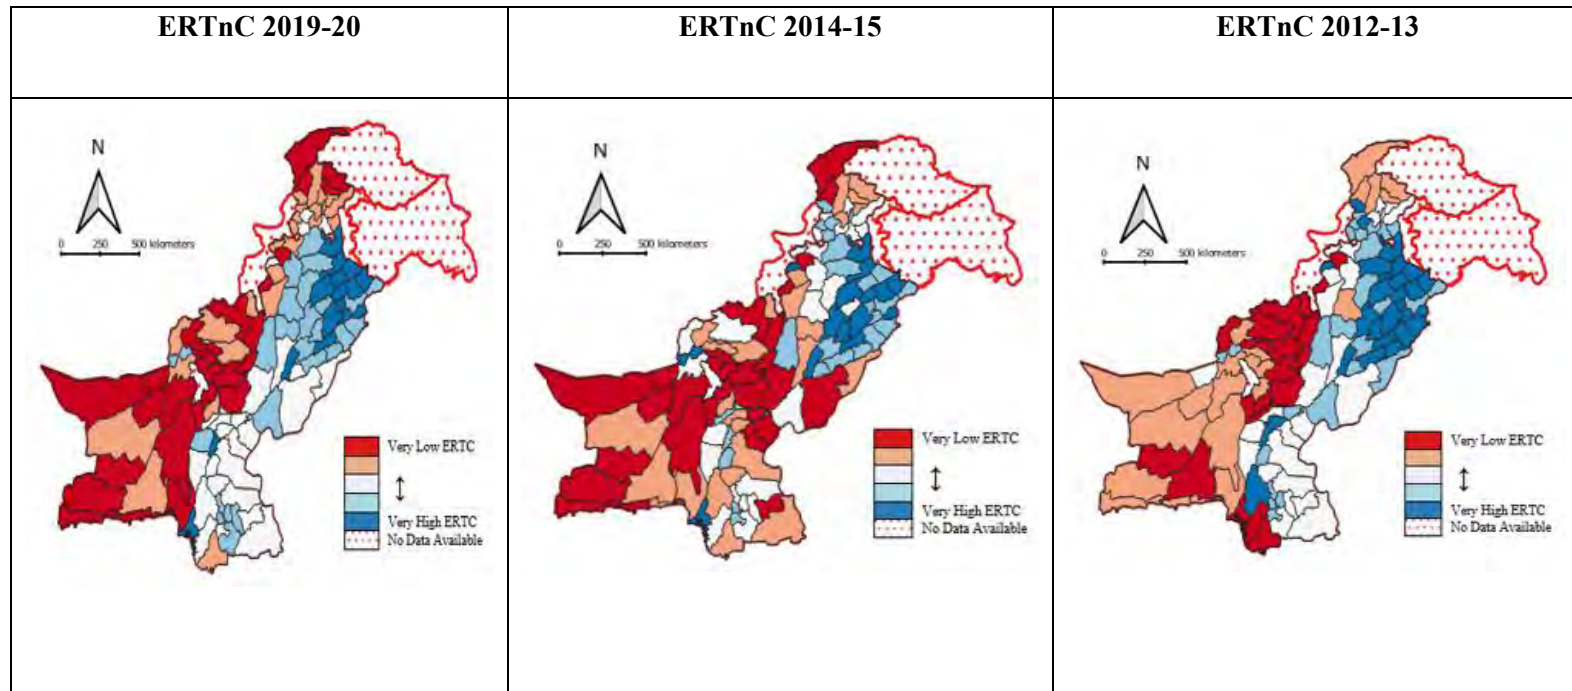 ERTnC 2019-20
ERTnC 2014-15
ERTnC 2012-13
N
0 250 500 kilometers
Very Low ERTC
Very High ERTC
No Data Available
N
0 250 500 kilometers
Very Low ERTC
Very High ERTC
No Data Available
N
0 250 500 kilometers
Very Low ERTC
Very High ERTC
No Data Available